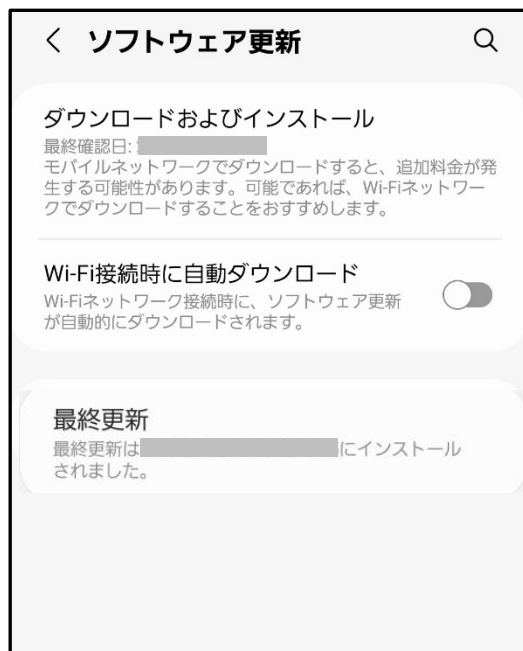 ソフトウェア更新
ダウンロードおよびインストール
最終確認日:
モバイルネットワークでダウンロードすると、追加料金が発
生する可能性があります。可能であれば、Wi-Fiネットワー
クでダウンロードすることをおすすめします。
Wi-Fi接続時に自動ダウンロード
Wi-Fiネットワーク接続時に、ソフトウェア更新
が自動的にダウンロードされます。
最終更新
最終更新は にインストール
されました。